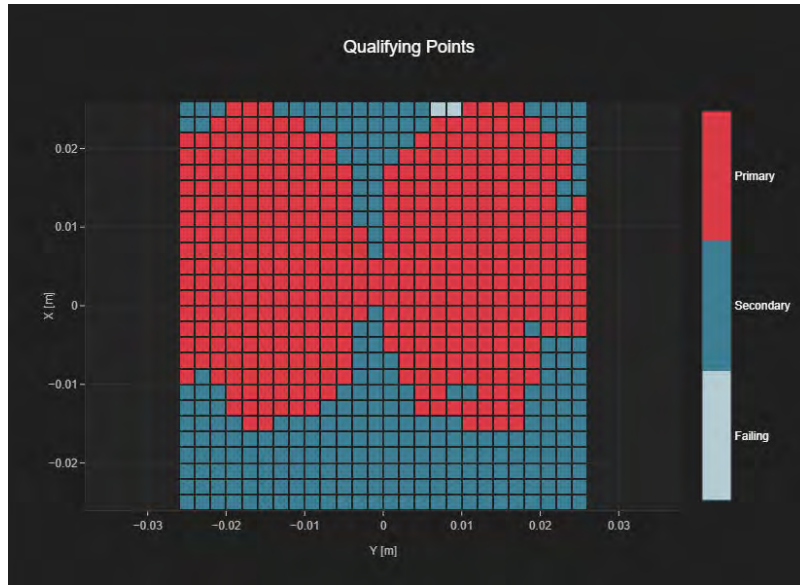 Qualifying Points
Primary
Secondary
Failing
0.02
0.01
0
−0.01
−0.02
X [m]
−0.03
−0.02
−0.01
0
0.01
0.02
0.03
Y [m]